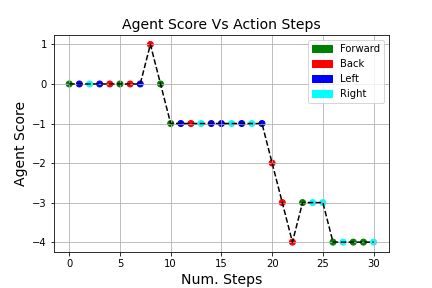 Agent Score Vs Action Steps
Forward
Back
Left
Right
1
0
−1
−2
−3
−4
Agent Score
0 5 10 15 20 25 30
Num. Steps